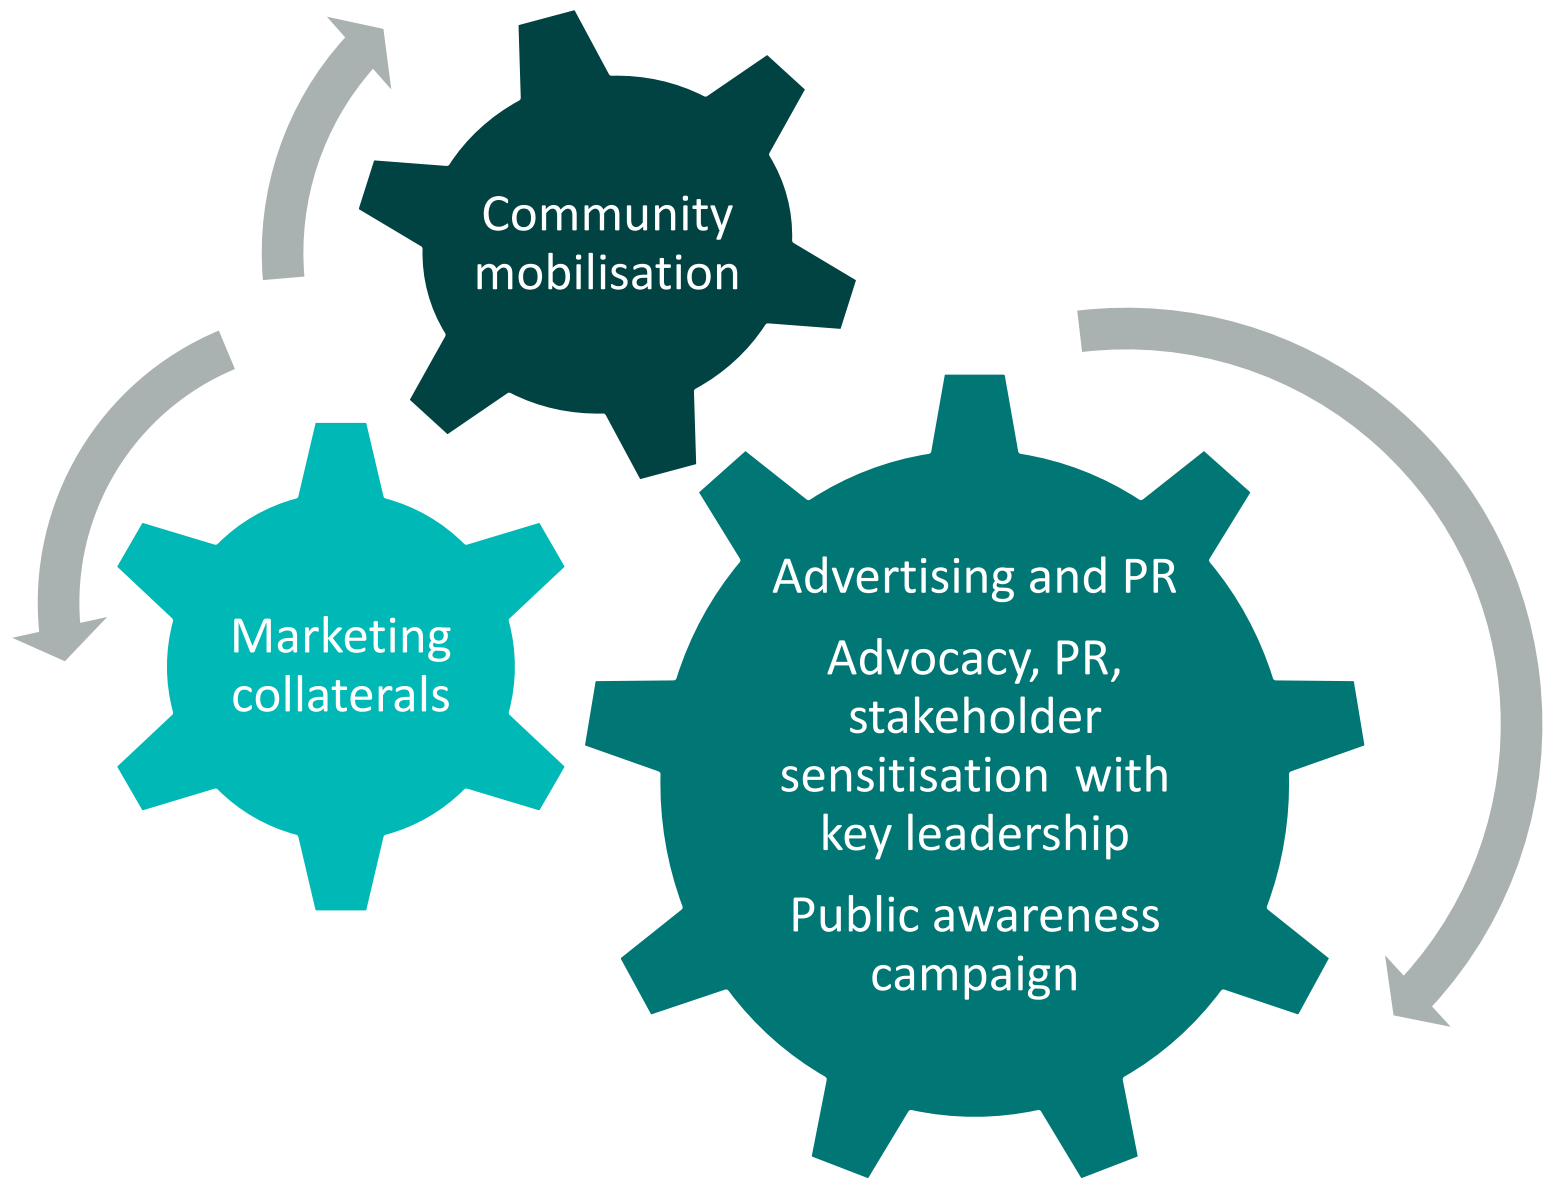 Community
mobilisation
Marketing
collaterals
Advertising and PR
Advocacy, PR,
stakeholder
sensitisation  with
key leadership
Public awareness
campaign